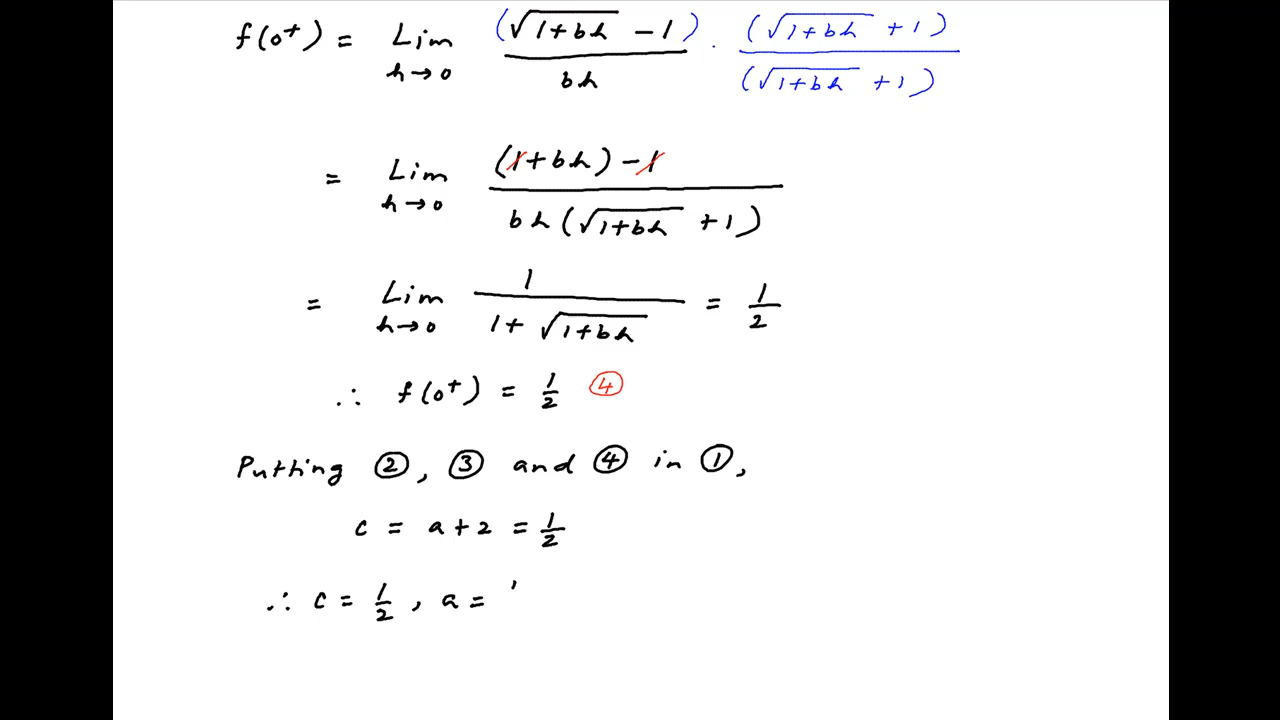 f(0⁺) = Lim h→0 (√(1+bh) − 1)/(bh) · (√(1+bh) + 1)/(√(1+bh) + 1)
= Lim h→0 ((1+bh) − 1)/(bh(√(1+bh) + 1))
= Lim h→0 1/(1 + √(1+bh)) = 1/2
∴ f(0⁺) = 1/2 ④
Putting ②, ③ and ④ in ①,
c = a + 2 = 1/2
∴ c = 1/2, a =